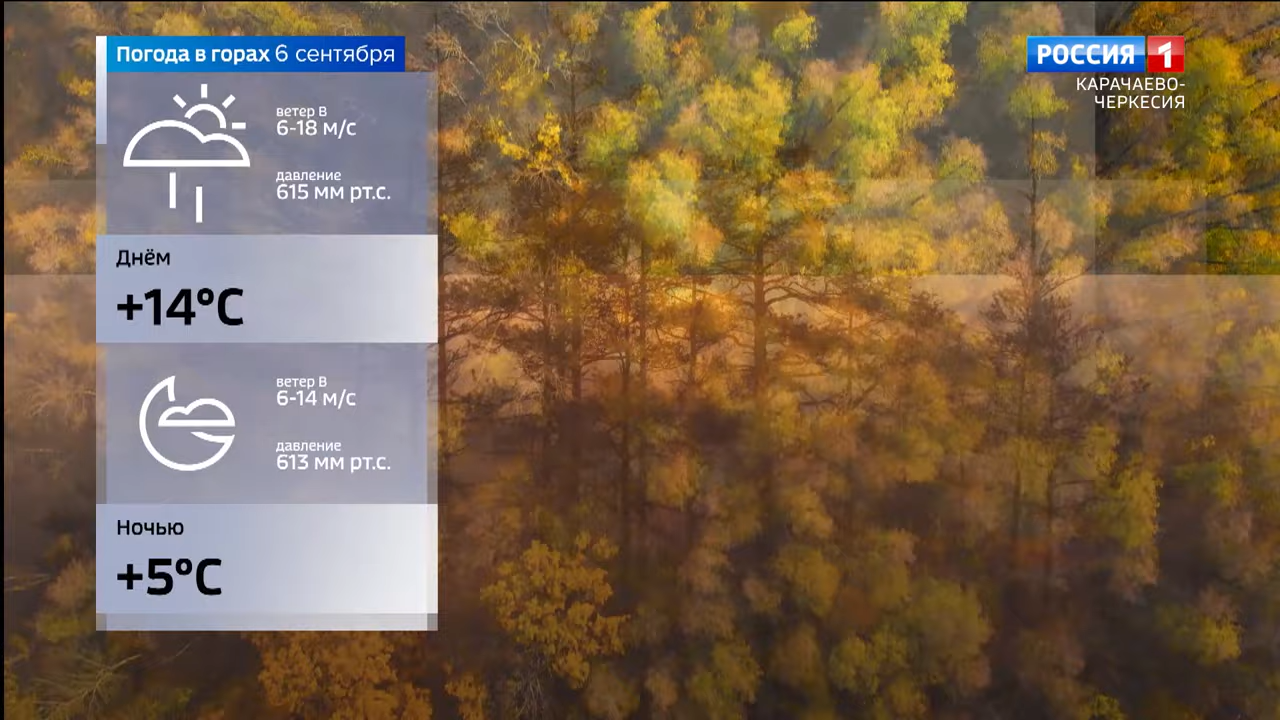 Погода в горах 6 сентября
РОССИЯ 1
КАРАЧАЕВО-
ЧЕРКЕСИЯ
ветер В
6-18 м/с
давление
615 мм рт.с.
Днём
+14°C
ветер В
6-14 м/с
давление
613 мм рт.с.
Ночью
+5°C